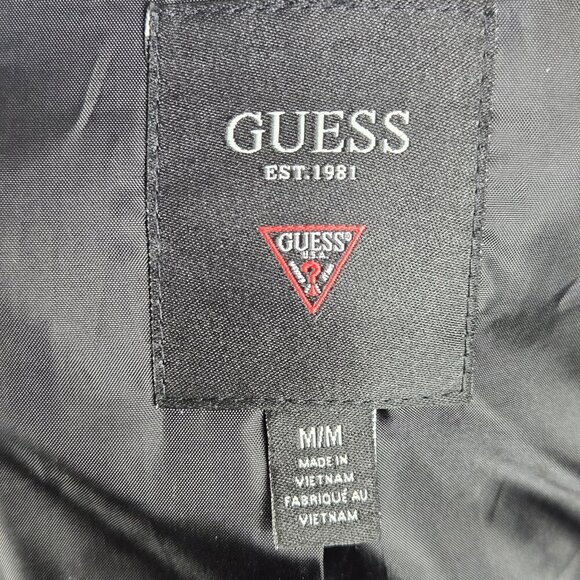 GUESS
EST.1981
GUESS®
U.S.A.
?
M/M
MADE IN
VIETNAM
FABRIQUÉ AU
VIETNAM